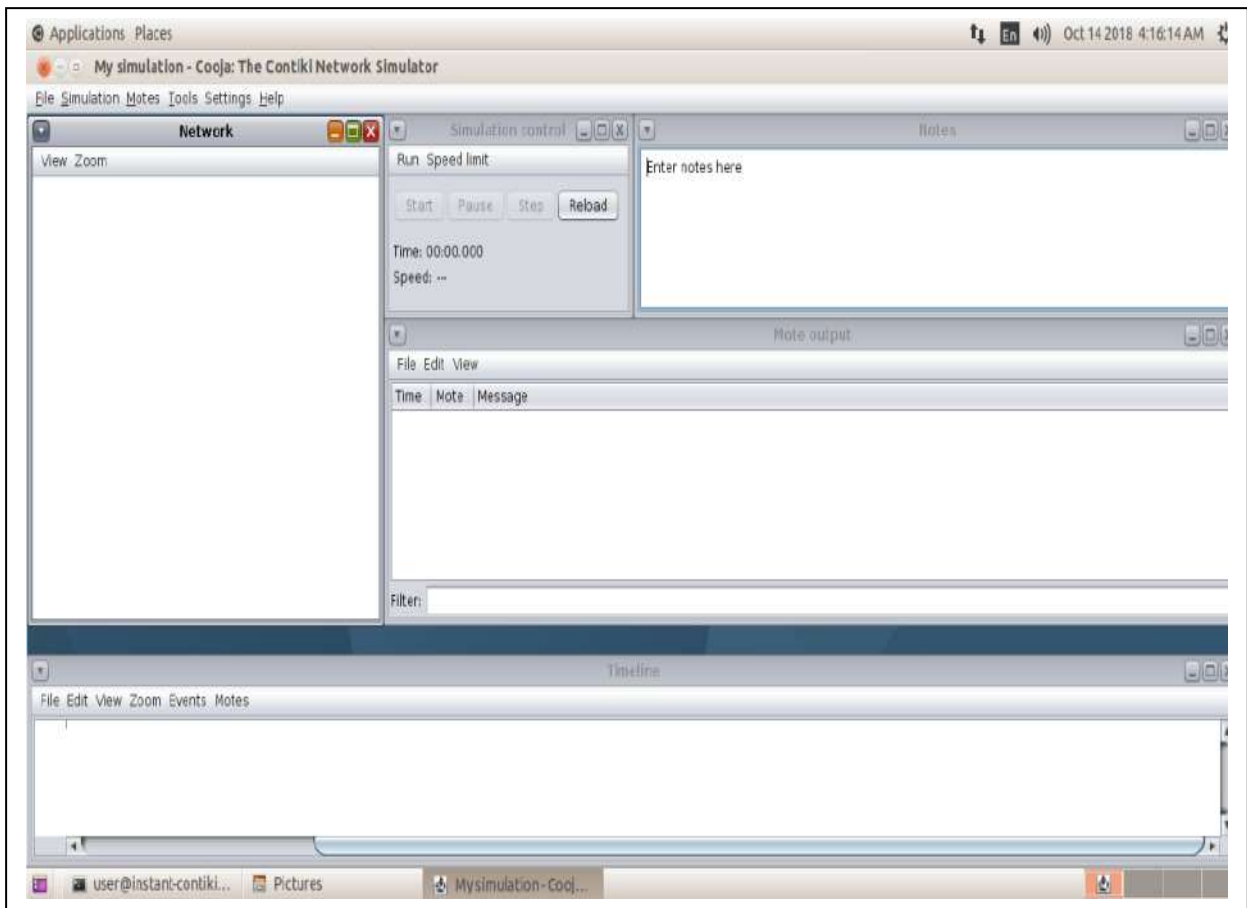 Applications Places
En Oct 14 2018 4:16:14 AM
My simulation - Cooja: The Contiki Network Simulator
File Simulation Motes Tools Settings Help
Network
View Zoom
Simulation control
Run Speed limit
Start Pause Step Reload
Time: 00:00.000
Speed: ---
Notes
Enter notes here
Mote output
File Edit View
Time Mote Message
Filter:
Timeline
File Edit View Zoom Events Motes
user@instant-contiki... Pictures My simulation - Cooj...